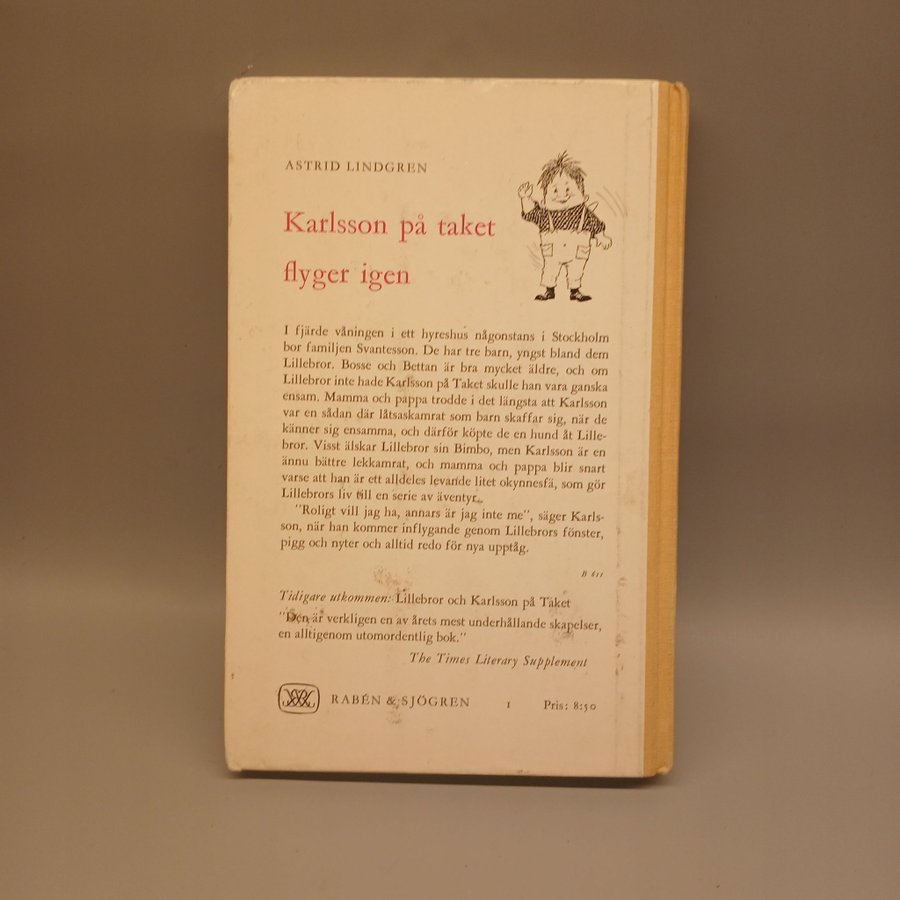 ASTRID LINDGREN
Karlsson på taket
flyger igen
I fjärde våningen i ett hyreshus någonstans i Stockholm
bor familjen Svantesson. De har tre barn, yngst bland dem
Lillebror. Bosse och Bettan är bra mycket äldre, och om
Lillebror inte hade Karlsson på Taket skulle han vara ganska
ensam. Mamma och pappa trodde i det längsta att Karlsson
var en sådan där låtsaskamrat som barn skaffar sig, när de
känner sig ensamma, och därför köpte de en hund åt Lille-
bror. Visst älskar Lillebror sin Bimbo, men Karlsson är en
ännu bättre lekkamrat, och mamma och pappa blir snart
varse att han är ett alldeles levande litet okynnesfä, som gör
Lillebrors liv till en serie av äventyr.
"Roligt vill jag ha, annars är jag inte me", säger Karls-
son, när han kommer inflygande genom Lillebrors fönster,
pigg och nyter och alltid redo för nya upptåg.
B 611
Tidigare utkommen: Lillebror och Karlsson på Taket
"Den är verkligen en av årets mest underhållande skapelser,
en alltigenom utomordentlig bok."
The Times Literary Supplement
RABÉN & SJÖGREN 1 Pris: 8:50